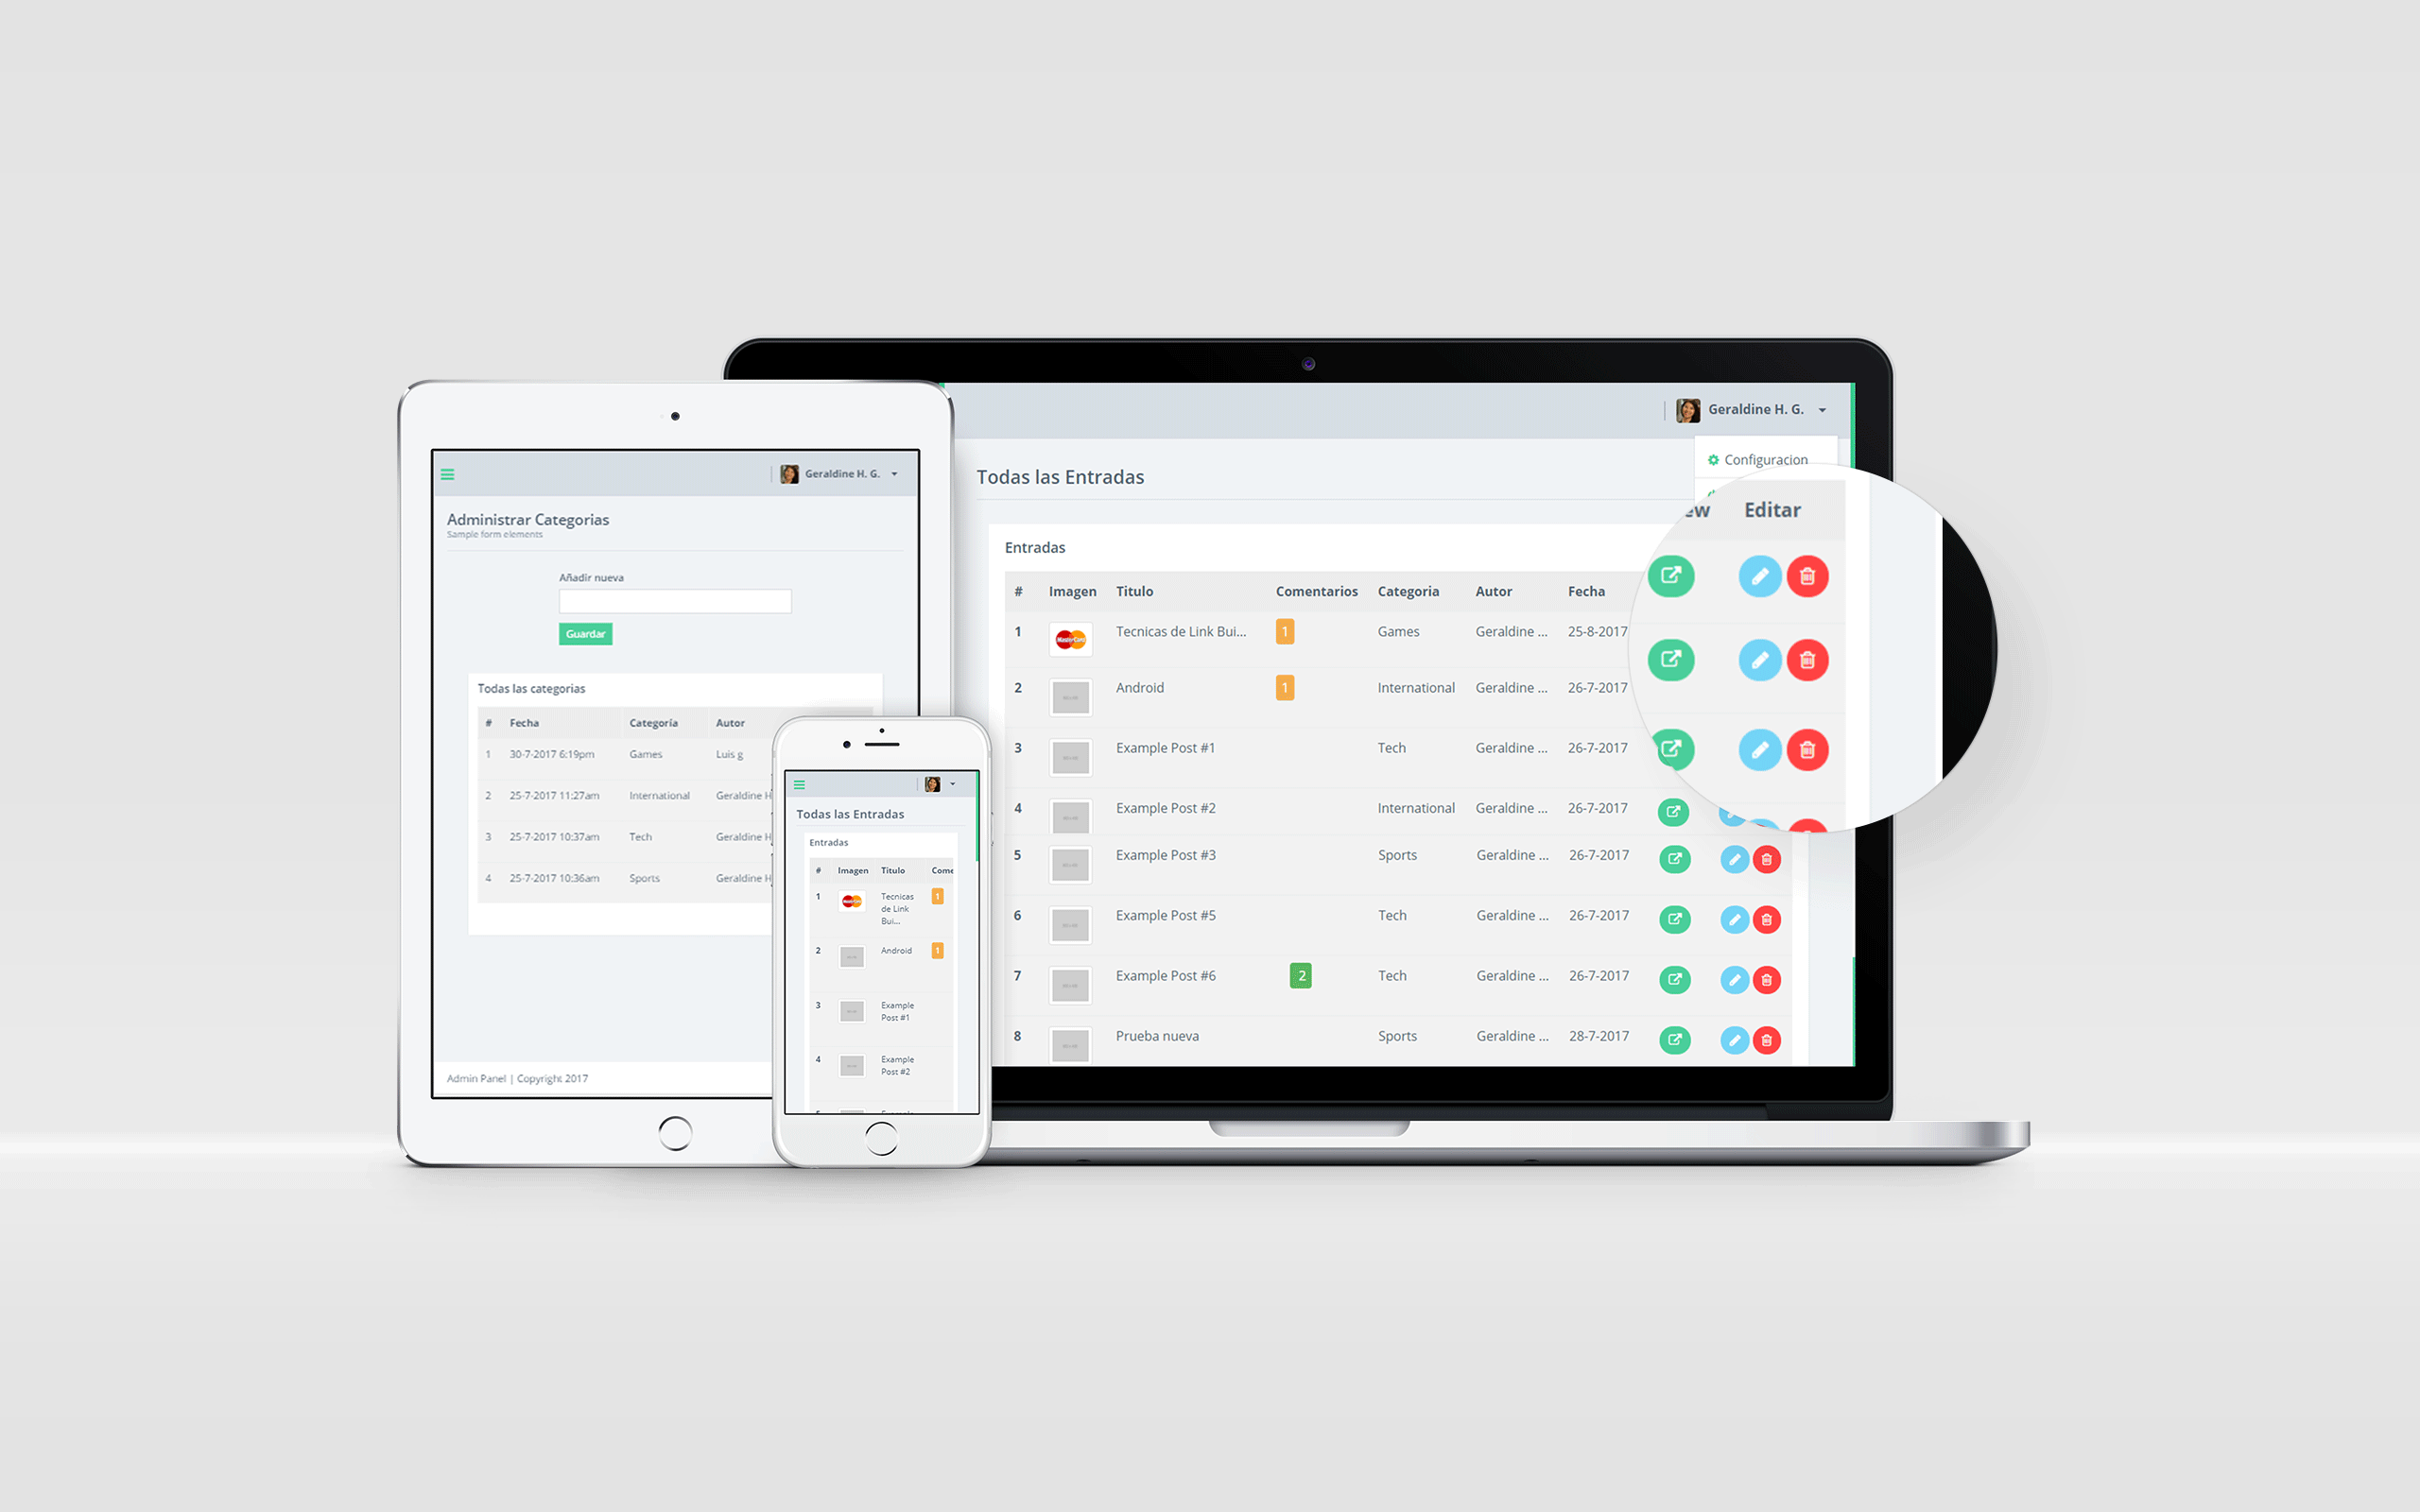 Geraldine H. G.
Administrar Categorias
Sample form elements
Añadir nueva
Guardar
Todas las categorias
# Fecha Categoría Autor
1 30-7-2017 6:19pm Games Luis g
2 25-7-2017 11:27am International Geraldine H
3 25-7-2017 10:37am Tech Geraldine H
4 25-7-2017 10:36am Sports Geraldine H
Admin Panel | Copyright 2017
Todas las Entradas
Entradas
# Imagen Titulo Come
1 MasterCard Tecnicas de Link Bui... 1
2 Android 1
3 Example Post #1
4 Example Post #2
Geraldine H. G.
Configuracion
Todas las Entradas
Entradas
# Imagen Titulo Comentarios Categoria Autor Fecha
1 MasterCard Tecnicas de Link Bui... 1 Games Geraldine ... 25-8-2017
2 Android 1 International Geraldine ... 26-7-2017
3 Example Post #1 Tech Geraldine ... 26-7-2017
4 Example Post #2 International Geraldine ... 26-7-2017
5 Example Post #3 Sports Geraldine ... 26-7-2017
6 Example Post #5 Tech Geraldine ... 26-7-2017
7 Example Post #6 2 Tech Geraldine ... 26-7-2017
8 Prueba nueva Sports Geraldine ... 28-7-2017
ew Editar